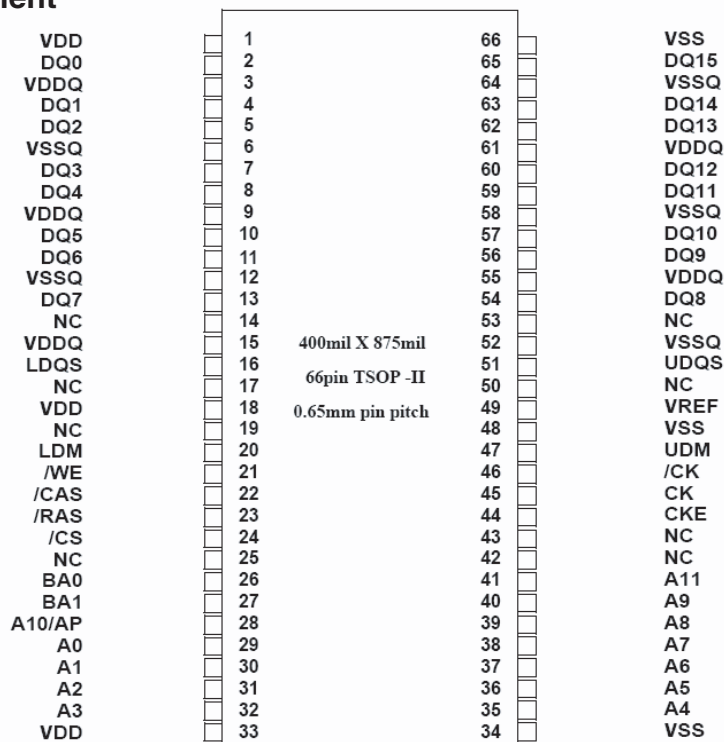 VDD 1 66 VSS
DQ0 2 65 DQ15
VDDQ 3 64 VSSQ
DQ1 4 63 DQ14
DQ2 5 62 DQ13
VSSQ 6 61 VDDQ
DQ3 7 60 DQ12
DQ4 8 59 DQ11
VDDQ 9 58 VSSQ
DQ5 10 57 DQ10
DQ6 11 56 DQ9
VSSQ 12 55 VDDQ
DQ7 13 54 DQ8
NC 14 53 NC
VDDQ 15 400mil X 875mil 52 VSSQ
LDQS 16 51 UDQS
NC 17 66pin TSOP -II 50 NC
VDD 18 0.65mm pin pitch 49 VREF
NC 19 48 VSS
LDM 20 47 UDM
/WE 21 46 /CK
/CAS 22 45 CK
/RAS 23 44 CKE
/CS 24 43 NC
NC 25 42 NC
BA0 26 41 A11
BA1 27 40 A9
A10/AP 28 39 A8
A0 29 38 A7
A1 30 37 A6
A2 31 36 A5
A3 32 35 A4
VDD 33 34 VSS